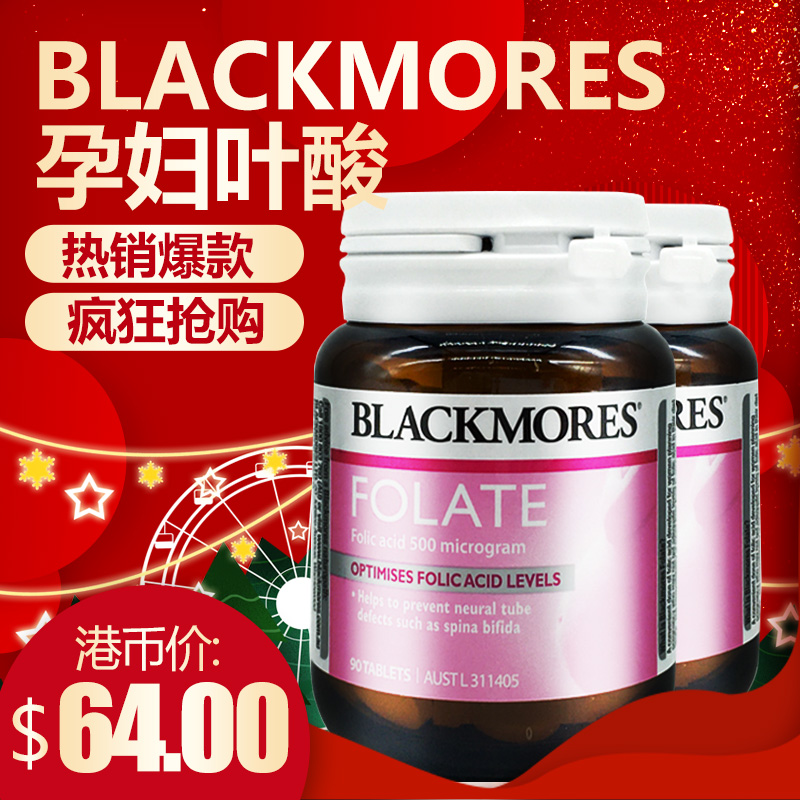 BLACKMORES
孕妇叶酸
热销爆款
疯狂抢购
BLACKMORES®
FOLATE
Folic acid 500 microgram
OPTIMISES FOLIC ACID LEVELS
• Helps to prevent neural tube
defects such as spina bifida
90 TABLETS | AUST L 311405
RES®
港币价:
$64.00